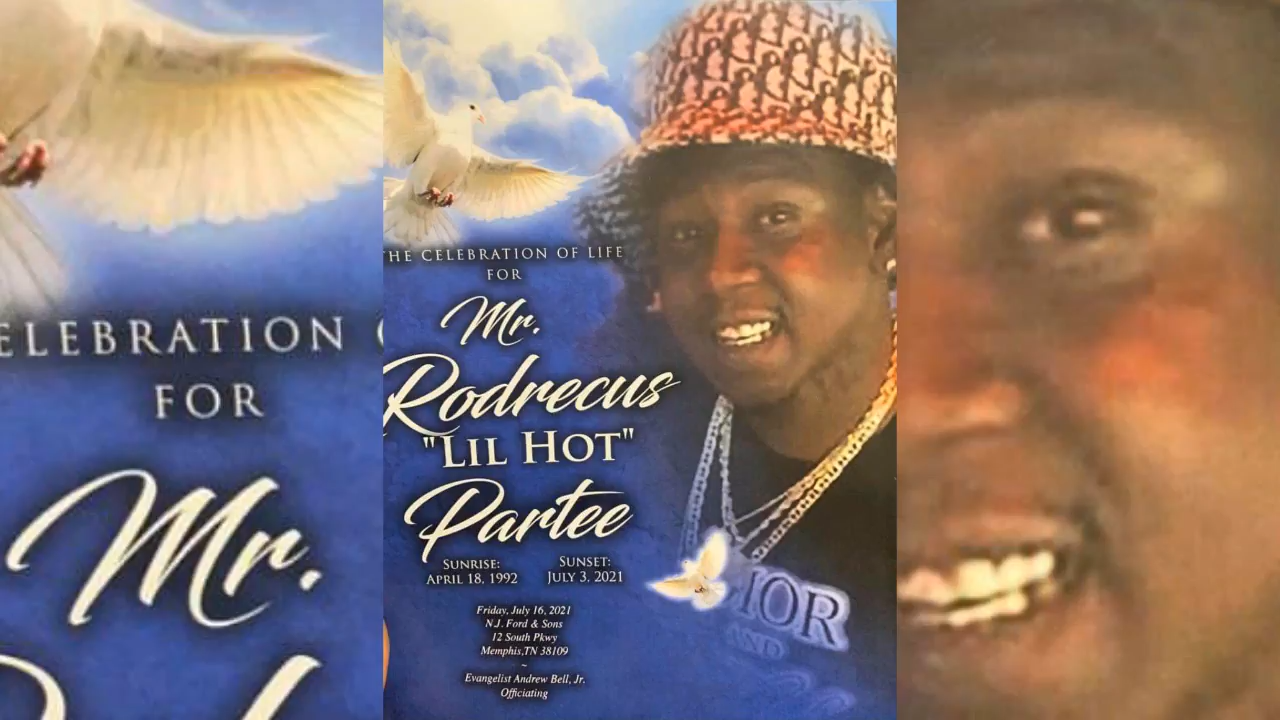 THE CELEBRATION OF LIFE
FOR
Mr.
Rodrecus
"LIL HOT"
Partee
SUNRISE:
APRIL 18, 1992
SUNSET:
JULY 3, 2021
Friday, July 16, 2021
N.J. Ford & Sons
12 South Pkwy
Memphis,TN 38109
~
Evangelist Andrew Bell, Jr.
Officiating
IOR
AND
ELEBRATION
FOR
Mr.